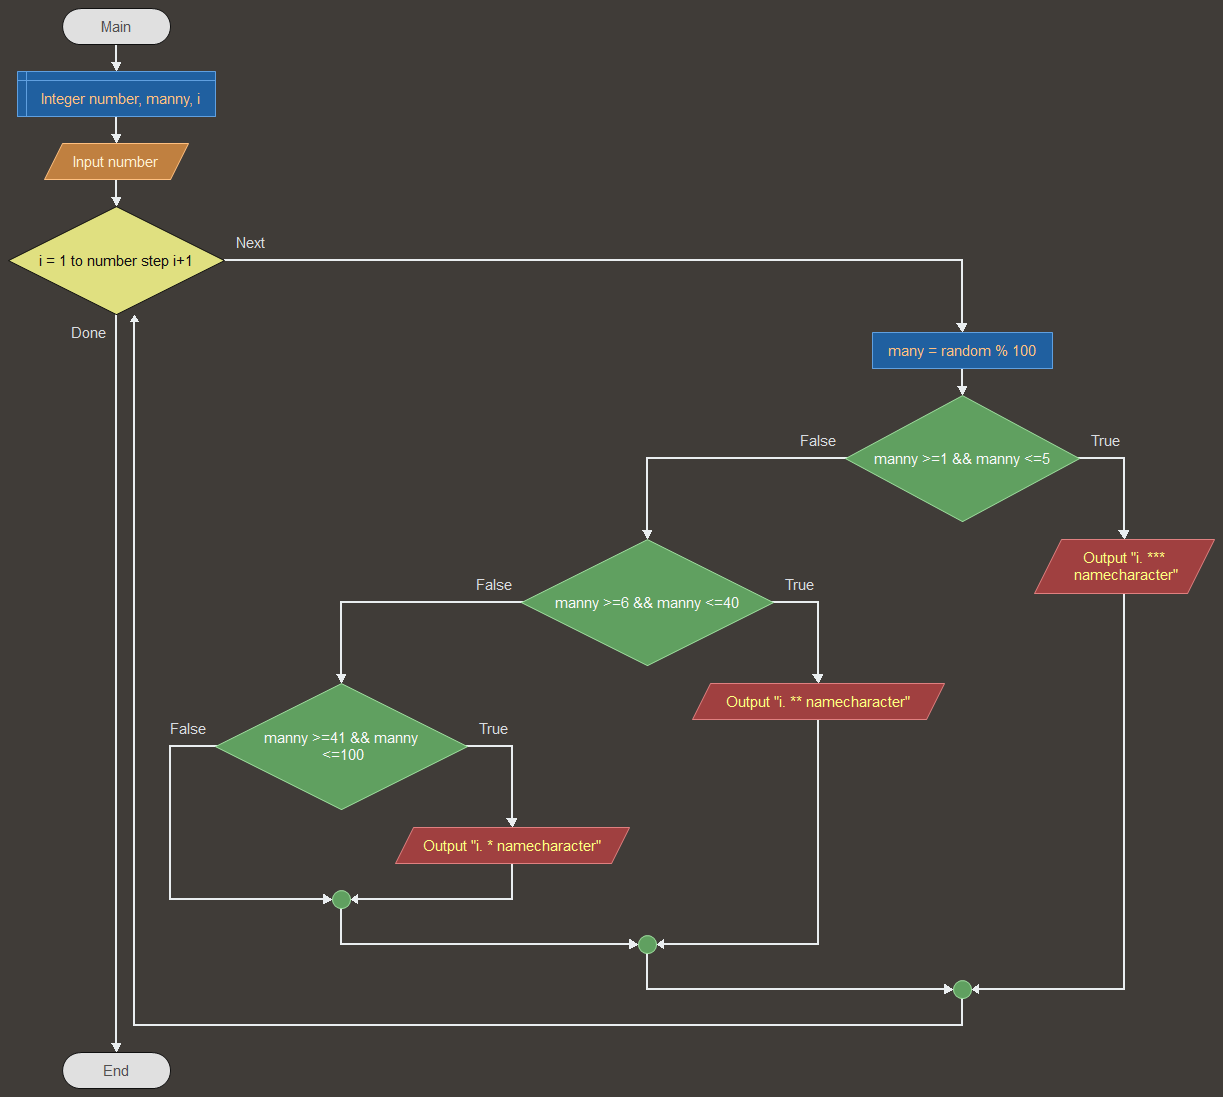 Main
Integer number, manny, i
Input number
i = 1 to number step i+1
Next
Done
many = random % 100
False
True
manny >=1 && manny <=5
Output "i. ***
namecharacter"
False
True
manny >=6 && manny <=40
Output "i. ** namecharacter"
False
True
manny >=41 && manny
<=100
Output "i. * namecharacter"
End